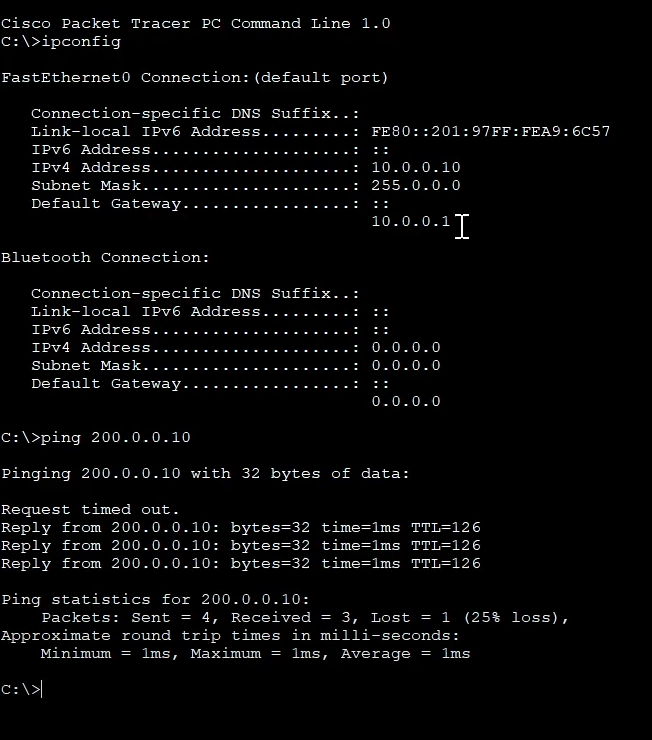 Cisco Packet Tracer PC Command Line 1.0
C:\>ipconfig
FastEthernet0 Connection:(default port)
Connection-specific DNS Suffix..:
Link-local IPv6 Address.........: FE80::201:97FF:FEA9:6C57
IPv6 Address....................: ::
IPv4 Address....................: 10.0.0.10
Subnet Mask.....................: 255.0.0.0
Default Gateway.................: ::
10.0.0.1
Bluetooth Connection:
Connection-specific DNS Suffix..:
Link-local IPv6 Address.........: ::
IPv6 Address....................: ::
IPv4 Address....................: 0.0.0.0
Subnet Mask.....................: 0.0.0.0
Default Gateway.................: ::
0.0.0.0
C:\>ping 200.0.0.10
Pinging 200.0.0.10 with 32 bytes of data:
Request timed out.
Reply from 200.0.0.10: bytes=32 time=1ms TTL=126
Reply from 200.0.0.10: bytes=32 time=1ms TTL=126
Reply from 200.0.0.10: bytes=32 time=1ms TTL=126
Ping statistics for 200.0.0.10:
Packets: Sent = 4, Received = 3, Lost = 1 (25% loss),
Approximate round trip times in milli-seconds:
Minimum = 1ms, Maximum = 1ms, Average = 1ms
C:\>